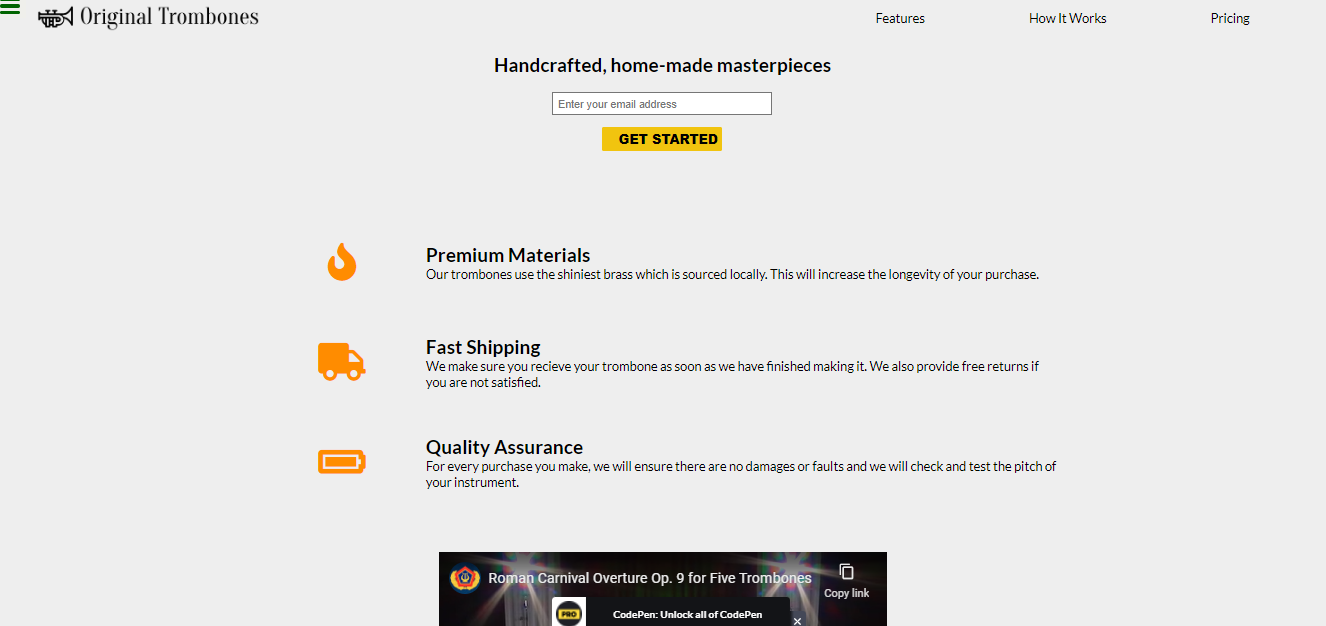 Original Trombones
Features
How It Works
Pricing
Handcrafted, home-made masterpieces
Enter your email address
GET STARTED
Premium Materials
Our trombones use the shiniest brass which is sourced locally. This will increase the longevity of your purchase.
Fast Shipping
We make sure you recieve your trombone as soon as we have finished making it. We also provide free returns if
you are not satisfied.
Quality Assurance
For every purchase you make, we will ensure there are no damages or faults and we will check and test the pitch of
your instrument.
Roman Carnival Overture Op. 9 for Five Trombones
Copy link
PRO
CodePen: Unlock all of CodePen